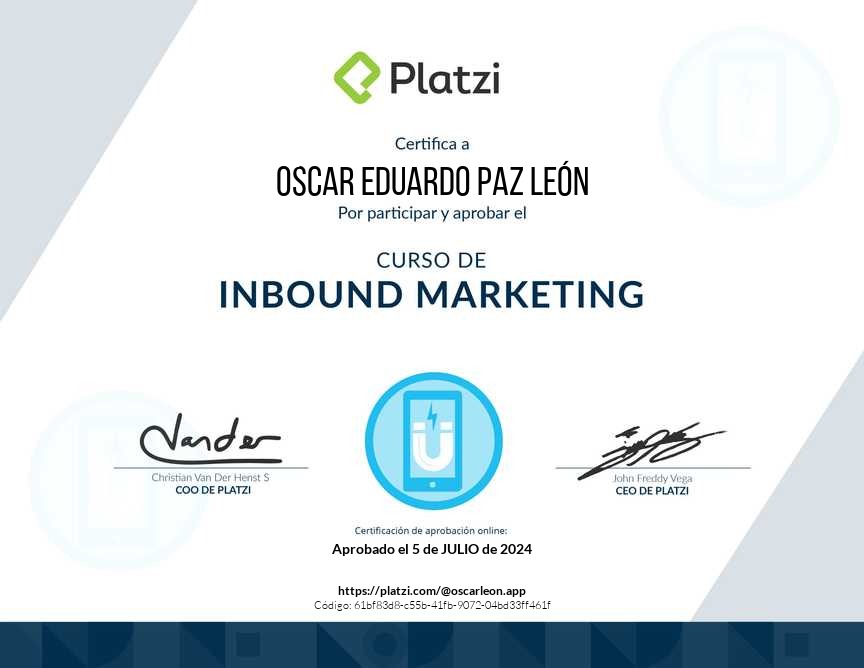 Platzi
Certifica a
OSCAR EDUARDO PAZ LEÓN
Por participar y aprobar el
CURSO DE
INBOUND MARKETING
Vander
Christian Van Der Henst S
COO DE PLATZI
John Freddy Vega
CEO DE PLATZI
Certificación de aprobación online:
Aprobado el 5 de JULIO de 2024
https://platzi.com/@oscarleon.app
Código: 61bf83d8-c55b-41fb-9072-04bd33ff461f